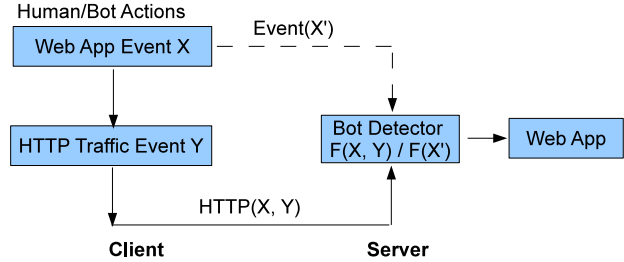 Human/Bot Actions
Web App Event X
Event(X')
HTTP Traffic Event Y
Bot Detector
F(X, Y) / F(X')
Web App
HTTP(X, Y)
Client
Server